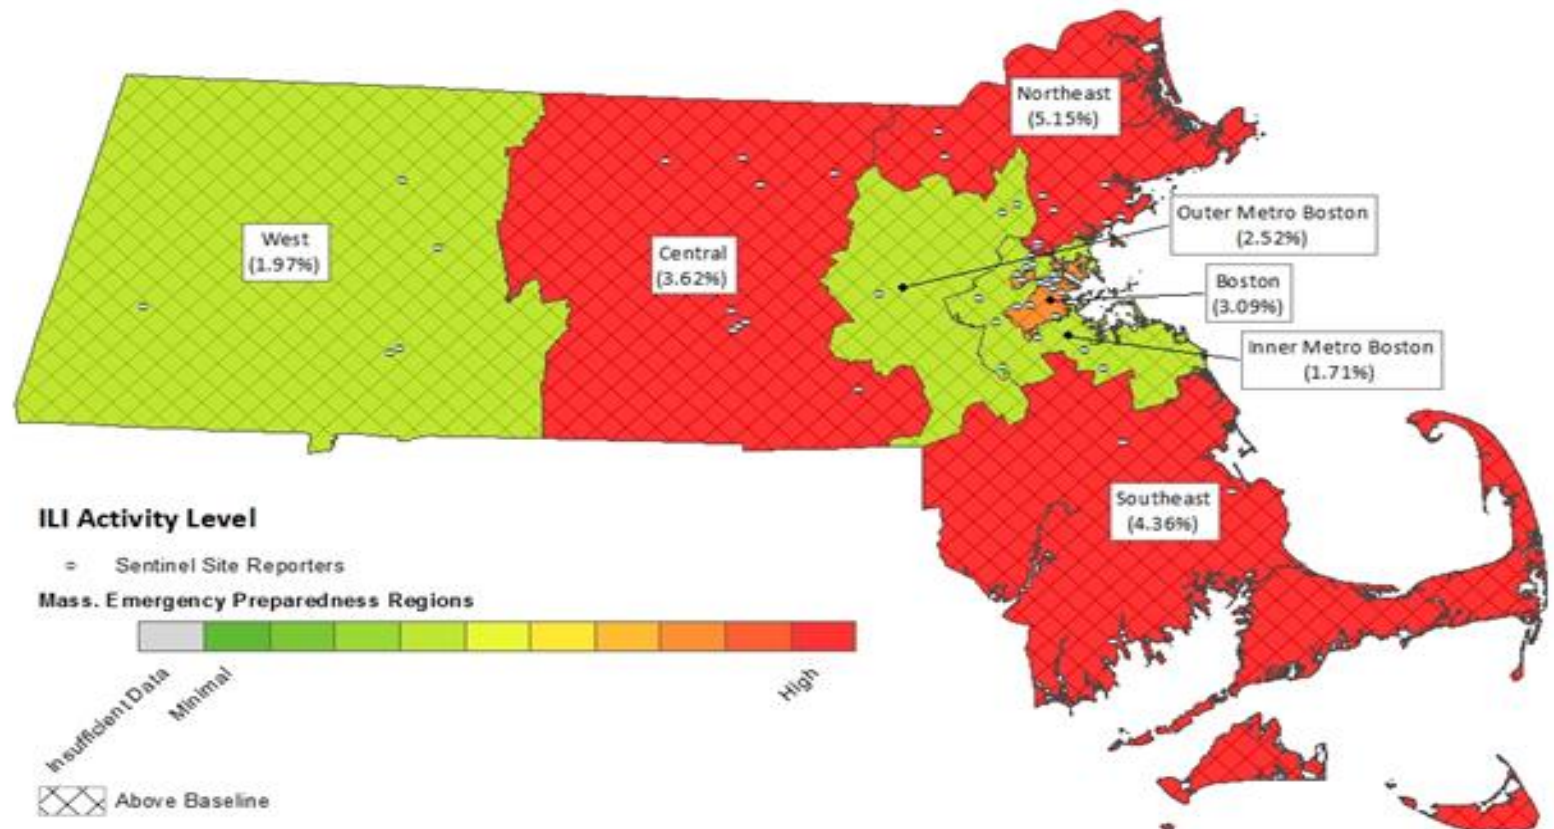 Northeast
(5.15%)
Outer Metro Boston
(2.52%)
West
(1.97%)
Central
(3.62%)
Boston
(3.09%)
Inner Metro Boston
(1.71%)
Southeast
(4.36%)
ILI Activity Level
Sentinel Site Reporters
Mass. Emergency Preparedness Regions
Insufficient Data
Minimal
High
Above Baseline